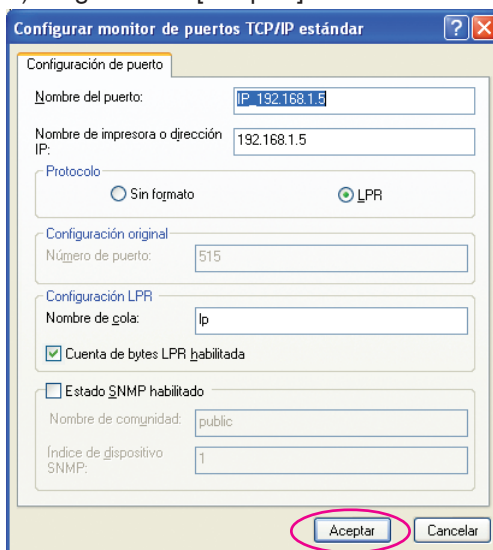 Configurar monitor de puertos TCP/IP estándar
Configuración de puerto
Nombre del puerto:
IP_192.168.1.5
Nombre de impresora o dirección
IP:
192.168.1.5
Protocolo
Sin formato
LPR
Configuración original
Número de puerto:
515
Configuración LPR
Nombre de cola:
lp
Cuenta de bytes LPR habilitada
Estado SNMP habilitado
Nombre de comunidad:
public
Índice de dispositivo
SNMP:
1
Aceptar
Cancelar